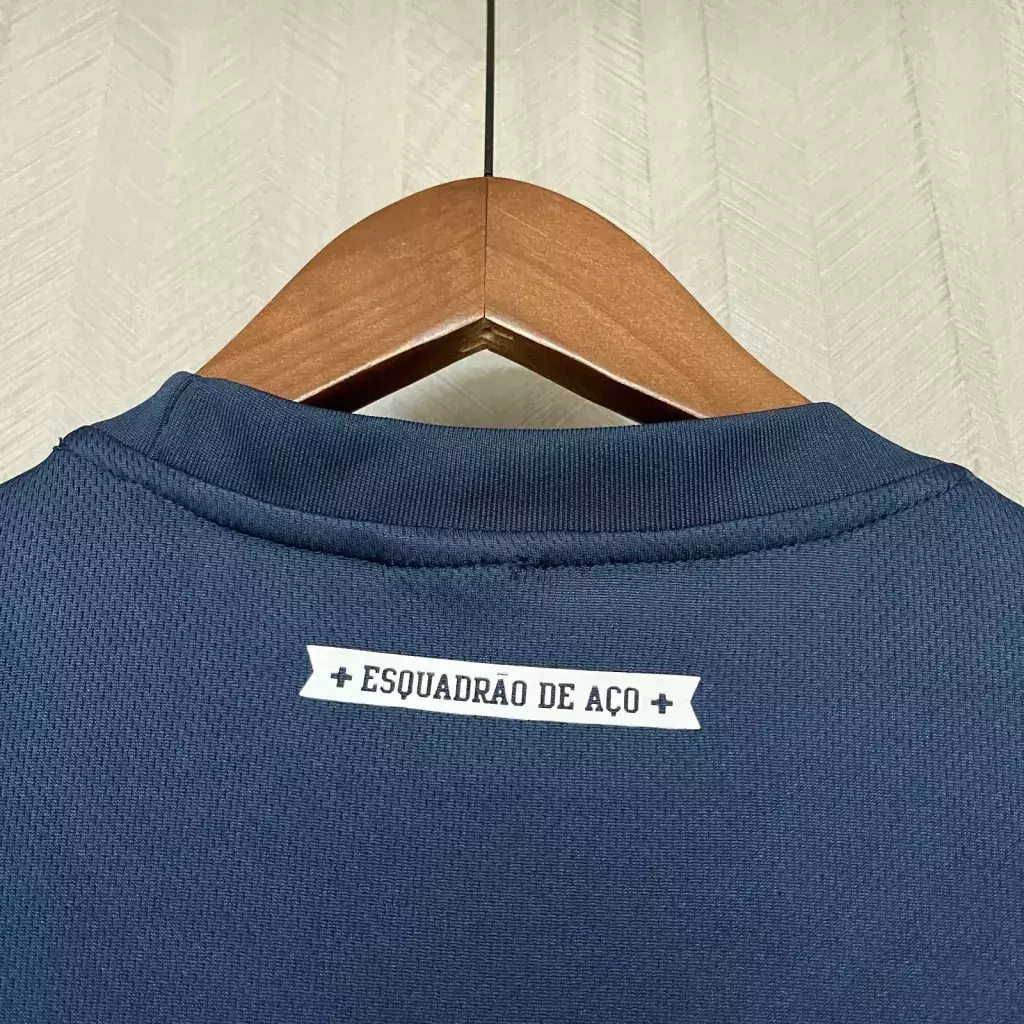 + ESQUADRÃO DE AÇO +